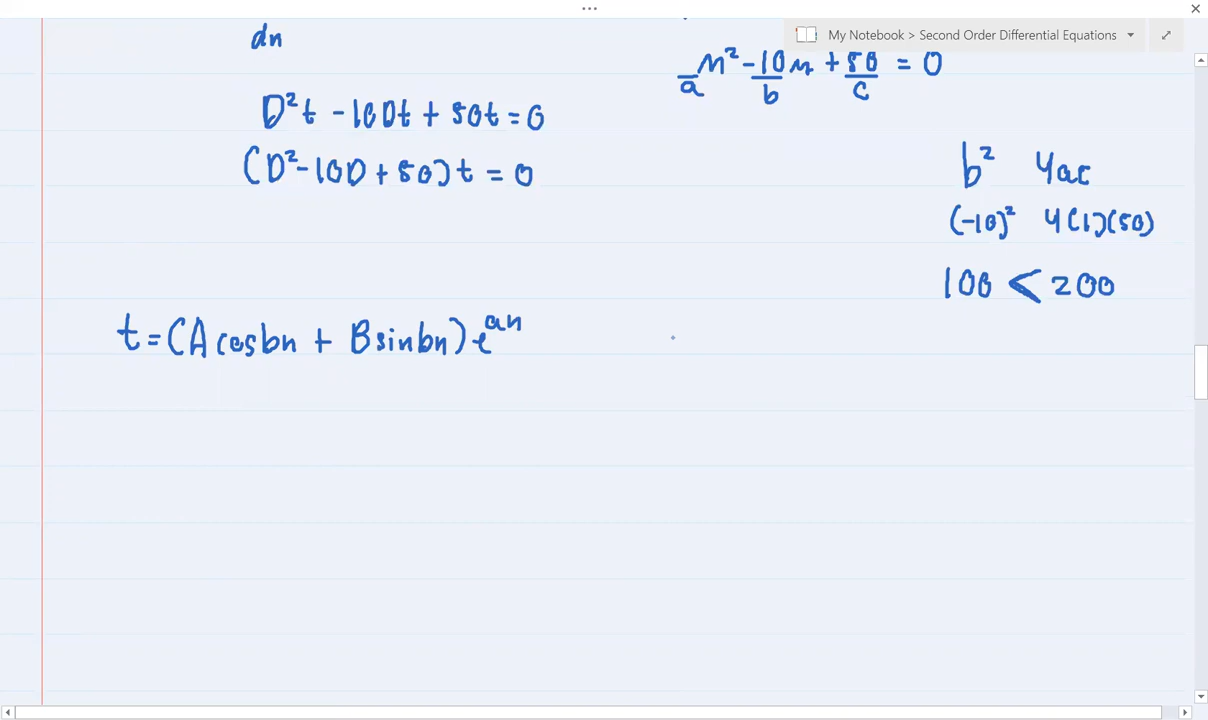 My Notebook > Second Order Differential Equations
dn
m² - 10m + 50 = 0
a b c
D²t - 10Dt + 50t = 0
(D² - 10D + 50)t = 0
b² 4ac
(-10)² 4(1)(50)
100 < 200
t = (A cos bn + B sin bn) e^{an}